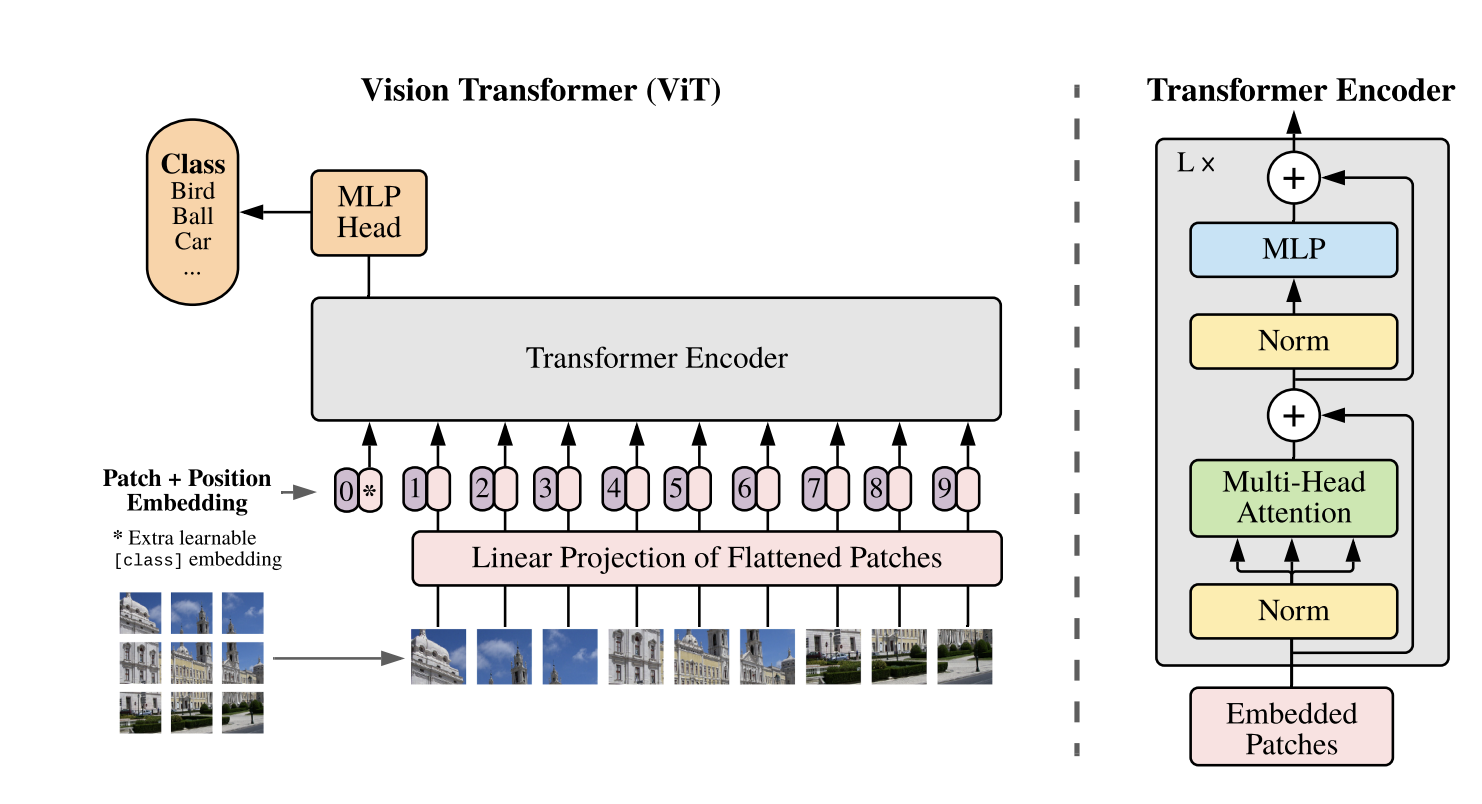 Vision Transformer (ViT)
Class
Bird
Ball
Car
...
MLP
Head
Transformer Encoder
Patch + Position
Embedding
0 * 1 2 3 4 5 6 7 8 9
* Extra learnable
[class] embedding
Linear Projection of Flattened Patches
Transformer Encoder
L ×
+
MLP
Norm
+
Multi-Head
Attention
Norm
Embedded
Patches